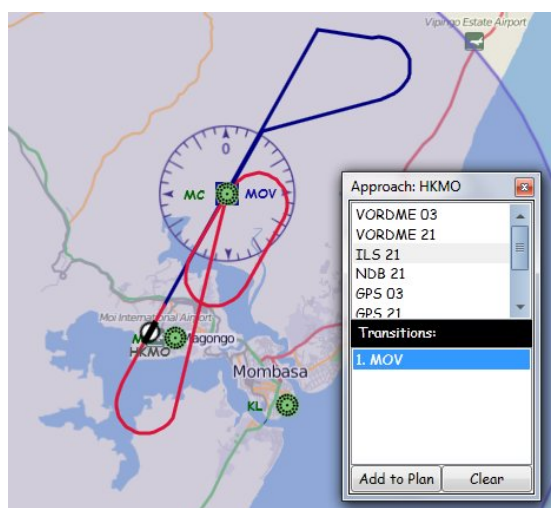 Vipingo Estate Airport
0
MC
MOV
Moi International Airport
Magongo
HKMO
Mombasa
KL
Approach: HKMO
VORDME 03
VORDME 21
ILS 21
NDB 21
GPS 03
GPS 21
Transitions:
1. MOV
Add to Plan
Clear